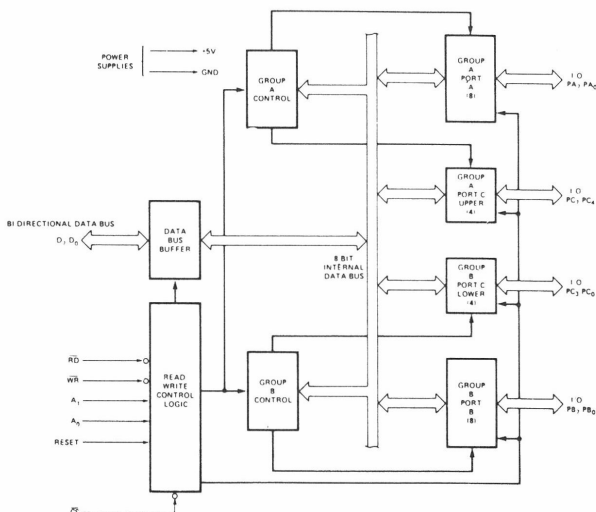 POWER
SUPPLIES
+5V
GND
GROUP
A
CONTROL
GROUP
A
PORT
A
(8)
I O
PA7 PA0
GROUP
A
PORT C
UPPER
(4)
I O
PC7 PC4
BI DIRECTIONAL DATA BUS
D7 D0
DATA
BUS
BUFFER
8 BIT
INTERNAL
DATA BUS
GROUP
B
PORT C
LOWER
(4)
I O
PC3 PC0
RD
WR
A1
A0
RESET
READ
WRITE
CONTROL
LOGIC
GROUP
B
CONTROL
GROUP
B
PORT
B
(8)
I O
PB7 PB0